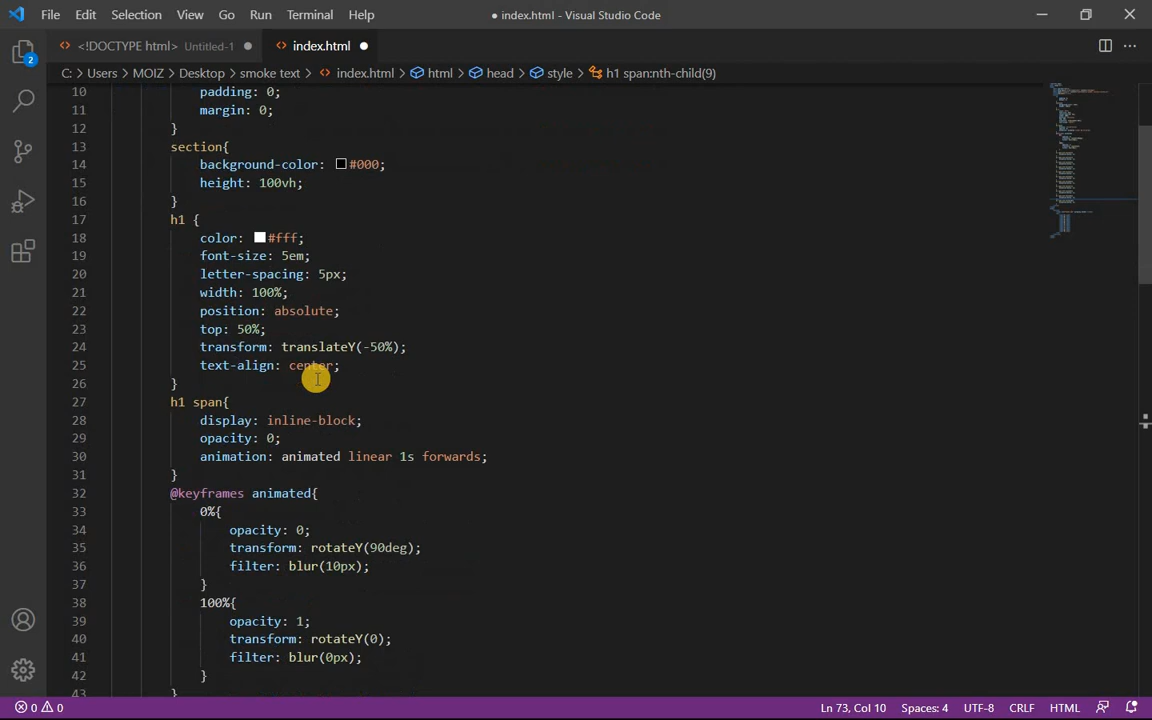 File Edit Selection View Go Run Terminal Help ● index.html - Visual Studio Code
<!DOCTYPE html> Untitled-1 ● index.html ●
C: > Users > MOIZ > Desktop > smoke text > index.html > html > head > style > h1 span:nth-child(9)
10 padding: 0;
11 margin: 0;
12 }
13 section{
14 background-color: #000;
15 height: 100vh;
16 }
17 h1 {
18 color: #fff;
19 font-size: 5em;
20 letter-spacing: 5px;
21 width: 100%;
22 position: absolute;
23 top: 50%;
24 transform: translateY(-50%);
25 text-align: center;
26 }
27 h1 span{
28 display: inline-block;
29 opacity: 0;
30 animation: animated linear 1s forwards;
31 }
32 @keyframes animated{
33 0%{
34 opacity: 0;
35 transform: rotateY(90deg);
36 filter: blur(10px);
37 }
38 100%{
39 opacity: 1;
40 transform: rotateY(0);
41 filter: blur(0px);
42 }
43 }
2
0 0 Ln 73, Col 10 Spaces: 4 UTF-8 CRLF HTML